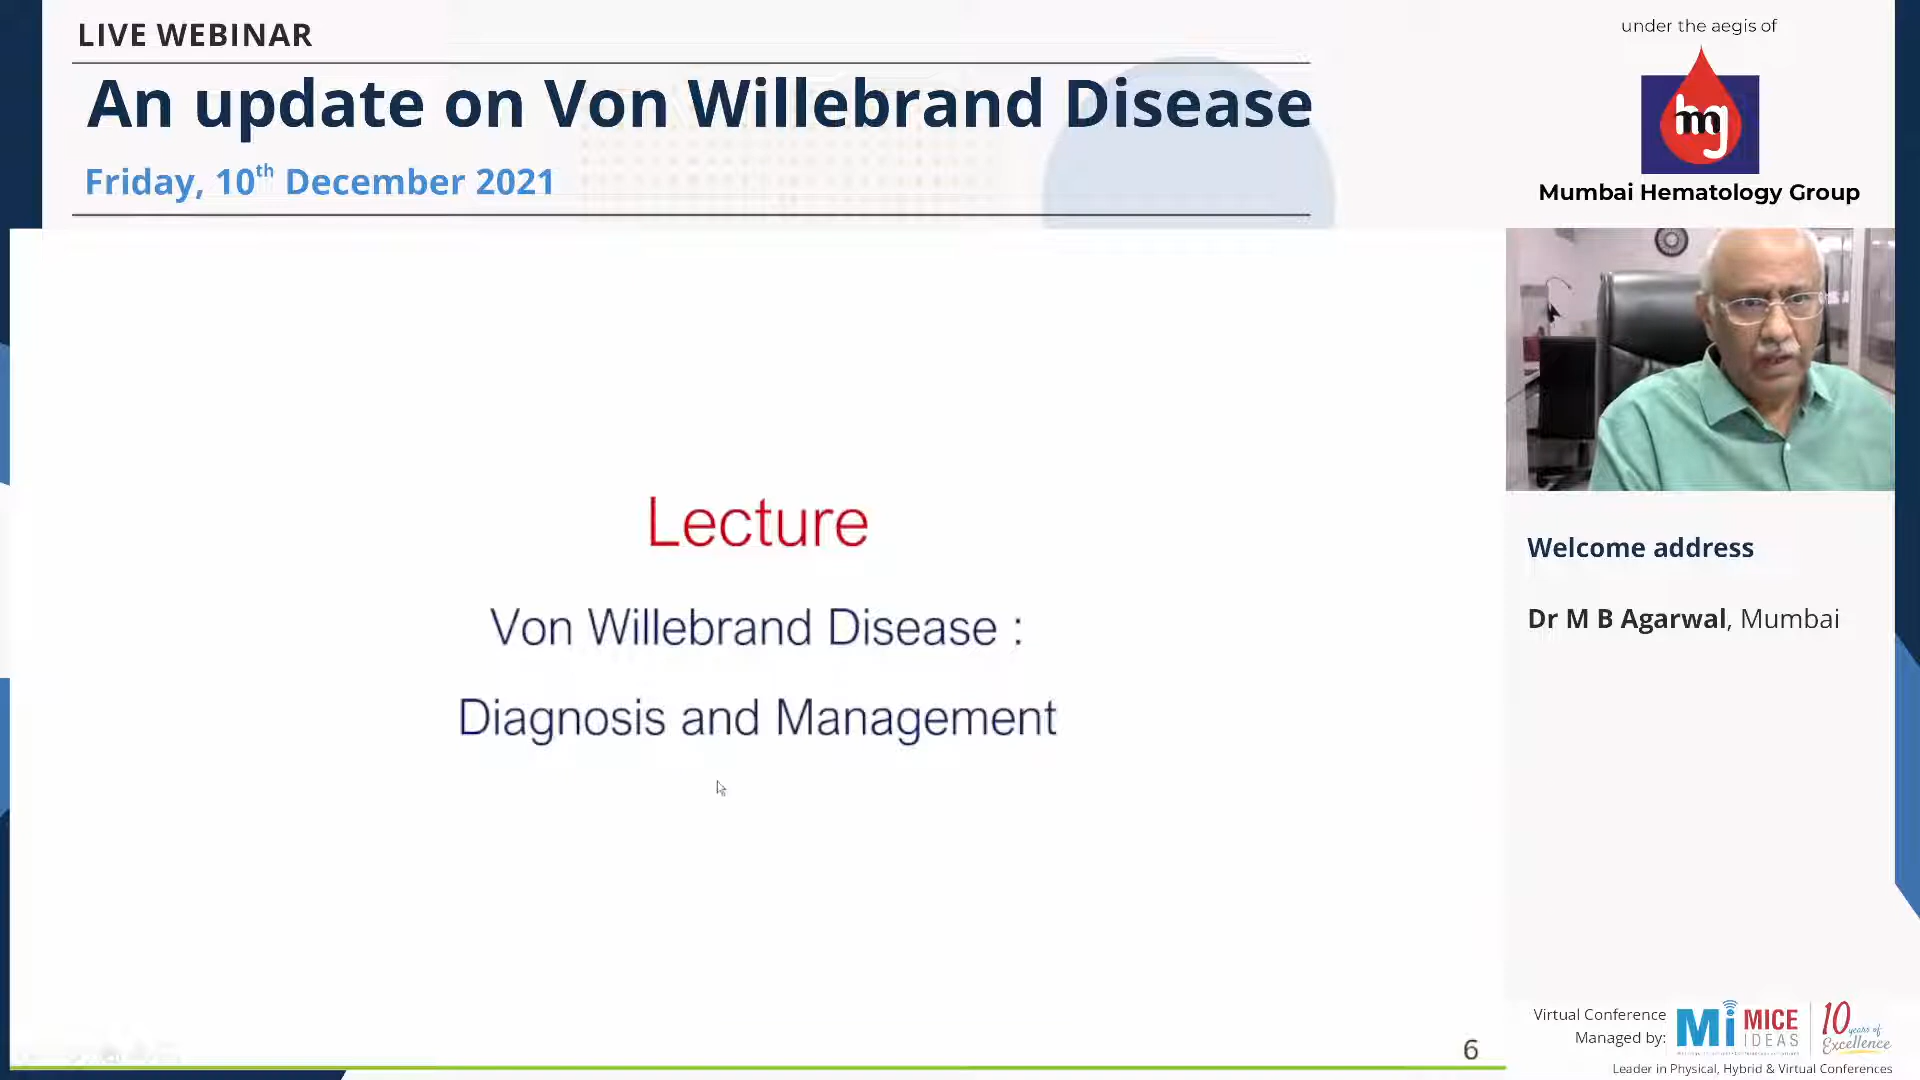 LIVE WEBINAR
An update on Von Willebrand Disease
Friday, 10th December 2021
under the aegis of
hmg
Mumbai Hematology Group
Lecture
Von Willebrand Disease :
Diagnosis and Management
6
Welcome address
Dr M B Agarwal, Mumbai
Virtual Conference
Managed by:
Mi MICE
IDEAS
10
years of
Excellence
Leader in Physical, Hybrid & Virtual Conferences